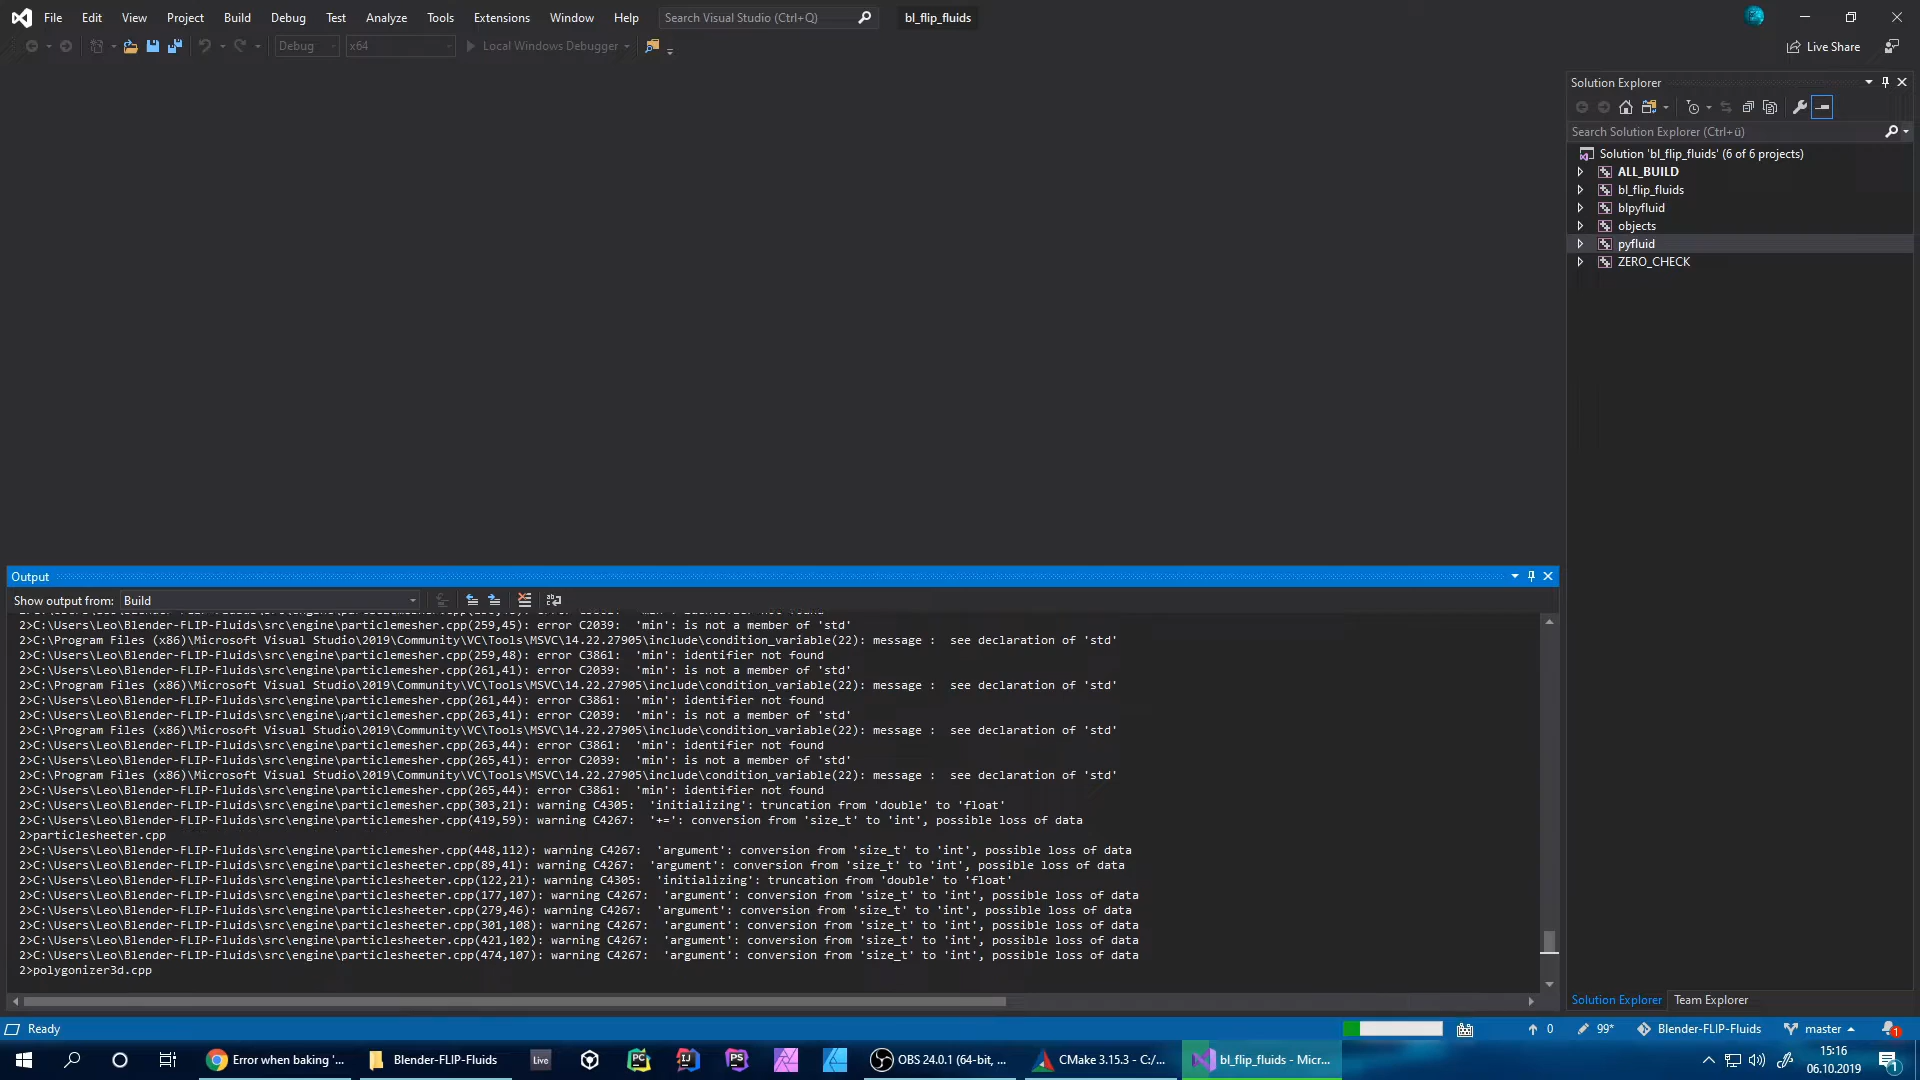 File Edit View Project Build Debug Test Analyze Tools Extensions Window Help Search Visual Studio (Ctrl+Q) bl_flip_fluids
Debug x64 Local Windows Debugger Live Share
Solution Explorer
Search Solution Explorer (Ctrl+ü)
Solution 'bl_flip_fluids' (6 of 6 projects)
ALL_BUILD
bl_flip_fluids
blpyfluid
objects
pyfluid
ZERO_CHECK
Output
Show output from: Build
2>C:\Users\Leo\Blender-FLIP-Fluids\src\engine\particlemesher.cpp(259,45): error C2039:  'min': is not a member of 'std'
2>C:\Program Files (x86)\Microsoft Visual Studio\2019\Community\VC\Tools\MSVC\14.22.27905\include\condition_variable(22): message :  see declaration of 'std'
2>C:\Users\Leo\Blender-FLIP-Fluids\src\engine\particlemesher.cpp(259,48): error C3861:  'min': identifier not found
2>C:\Users\Leo\Blender-FLIP-Fluids\src\engine\particlemesher.cpp(261,41): error C2039:  'min': is not a member of 'std'
2>C:\Program Files (x86)\Microsoft Visual Studio\2019\Community\VC\Tools\MSVC\14.22.27905\include\condition_variable(22): message :  see declaration of 'std'
2>C:\Users\Leo\Blender-FLIP-Fluids\src\engine\particlemesher.cpp(261,44): error C3861:  'min': identifier not found
2>C:\Users\Leo\Blender-FLIP-Fluids\src\engine\particlemesher.cpp(263,41): error C2039:  'min': is not a member of 'std'
2>C:\Program Files (x86)\Microsoft Visual Studio\2019\Community\VC\Tools\MSVC\14.22.27905\include\condition_variable(22): message :  see declaration of 'std'
2>C:\Users\Leo\Blender-FLIP-Fluids\src\engine\particlemesher.cpp(263,44): error C3861:  'min': identifier not found
2>C:\Users\Leo\Blender-FLIP-Fluids\src\engine\particlemesher.cpp(265,41): error C2039:  'min': is not a member of 'std'
2>C:\Program Files (x86)\Microsoft Visual Studio\2019\Community\VC\Tools\MSVC\14.22.27905\include\condition_variable(22): message :  see declaration of 'std'
2>C:\Users\Leo\Blender-FLIP-Fluids\src\engine\particlemesher.cpp(265,44): error C3861:  'min': identifier not found
2>C:\Users\Leo\Blender-FLIP-Fluids\src\engine\particlemesher.cpp(303,21): warning C4305:  'initializing': truncation from 'double' to 'float'
2>C:\Users\Leo\Blender-FLIP-Fluids\src\engine\particlemesher.cpp(419,59): warning C4267:  '+=': conversion from 'size_t' to 'int', possible loss of data
2>particlesheeter.cpp
2>C:\Users\Leo\Blender-FLIP-Fluids\src\engine\particlemesher.cpp(448,112): warning C4267:  'argument': conversion from 'size_t' to 'int', possible loss of data
2>C:\Users\Leo\Blender-FLIP-Fluids\src\engine\particlesheeter.cpp(89,41): warning C4267:  'argument': conversion from 'size_t' to 'int', possible loss of data
2>C:\Users\Leo\Blender-FLIP-Fluids\src\engine\particlesheeter.cpp(122,21): warning C4305:  'initializing': truncation from 'double' to 'float'
2>C:\Users\Leo\Blender-FLIP-Fluids\src\engine\particlesheeter.cpp(177,107): warning C4267:  'argument': conversion from 'size_t' to 'int', possible loss of data
2>C:\Users\Leo\Blender-FLIP-Fluids\src\engine\particlesheeter.cpp(279,46): warning C4267:  'argument': conversion from 'size_t' to 'int', possible loss of data
2>C:\Users\Leo\Blender-FLIP-Fluids\src\engine\particlesheeter.cpp(301,108): warning C4267:  'argument': conversion from 'size_t' to 'int', possible loss of data
2>C:\Users\Leo\Blender-FLIP-Fluids\src\engine\particlesheeter.cpp(421,102): warning C4267:  'argument': conversion from 'size_t' to 'int', possible loss of data
2>C:\Users\Leo\Blender-FLIP-Fluids\src\engine\particlesheeter.cpp(474,107): warning C4267:  'argument': conversion from 'size_t' to 'int', possible loss of data
2>polygonizer3d.cpp
Solution Explorer Team Explorer
Ready 0 99* Blender-FLIP-Fluids master 1
Error when baking '... Blender-FLIP-Fluids Live PC IJ PS OBS 24.0.1 (64-bit, ... CMake 3.15.3 - C:/... bl_flip_fluids - Micr... 15:16
06.10.2019 1